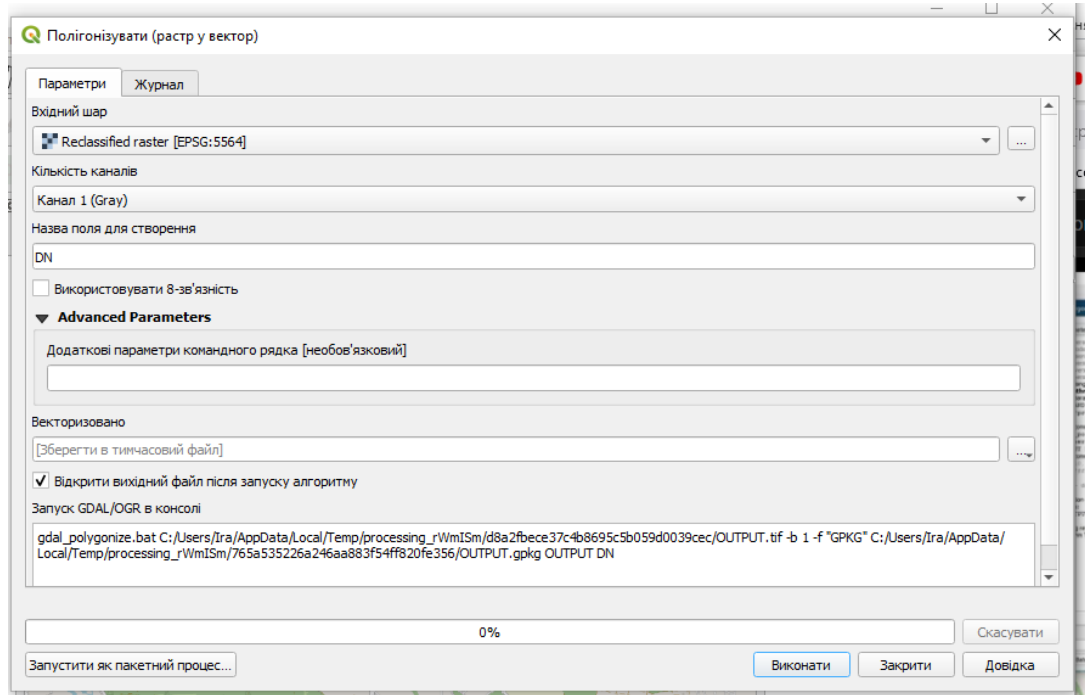 Полігонізувати (растр у вектор)
Параметри
Журнал
Вхідний шар
Reclassified raster [EPSG:5564]
...
Кількість каналів
Канал 1 (Gray)
Назва поля для створення
DN
Використовувати 8-зв'язність
Advanced Parameters
Додаткові параметри командного рядка [необов'язковий]
Векторизовано
[Зберегти в тимчасовий файл]
...
Відкрити вихідний файл після запуску алгоритму
Запуск GDAL/OGR в консолі
gdal_polygonize.bat C:/Users/Ira/AppData/Local/Temp/processing_rWmISm/d8a2fbece37c4b8695c5b059d0039cec/OUTPUT.tif -b 1 -f "GPKG" C:/Users/Ira/AppData/
Local/Temp/processing_rWmISm/765a535226a246aa883f54ff820fe356/OUTPUT.gpkg OUTPUT DN
0%
Скасувати
Запустити як пакетний процес...
Виконати
Закрити
Довідка